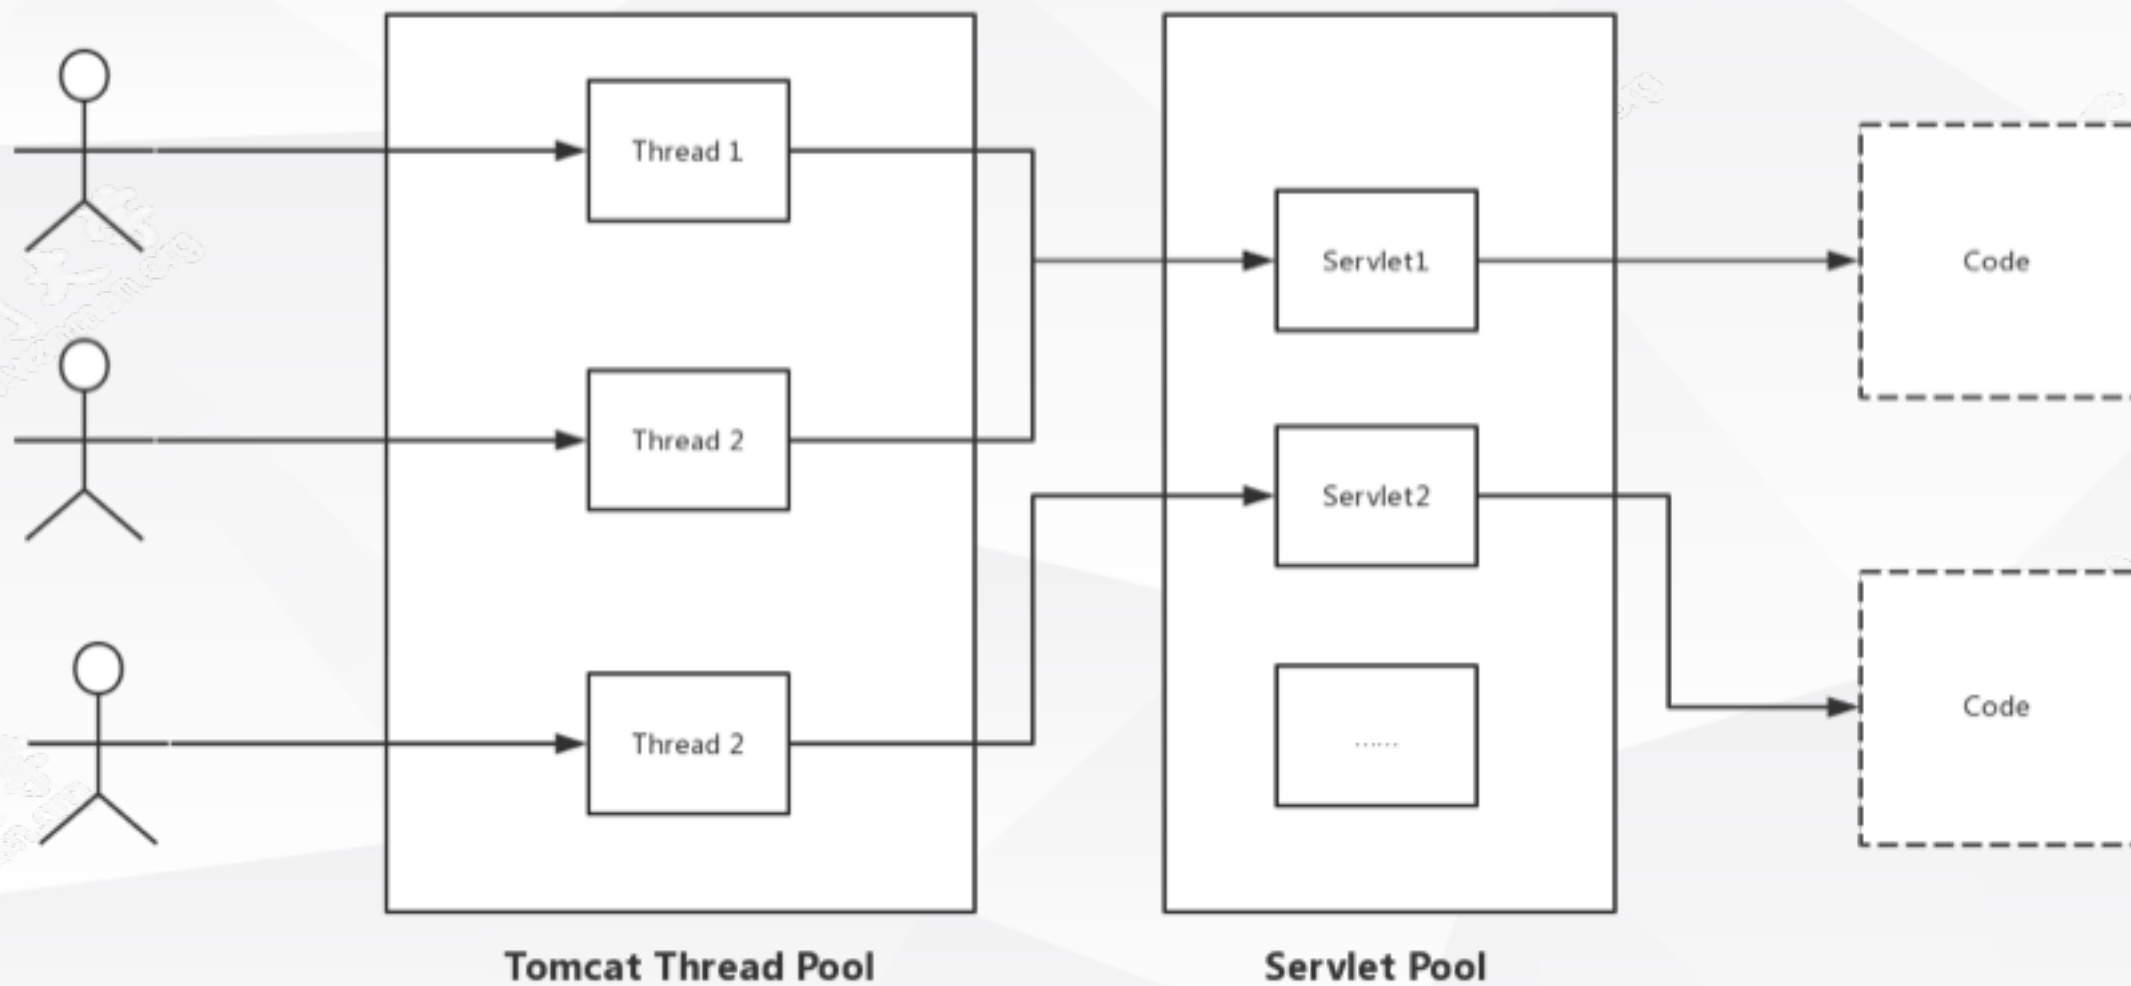 Thread 1
Thread 2
Thread 2
Servlet1
Servlet2
......
Code
Code
Tomcat Thread Pool
Servlet Pool